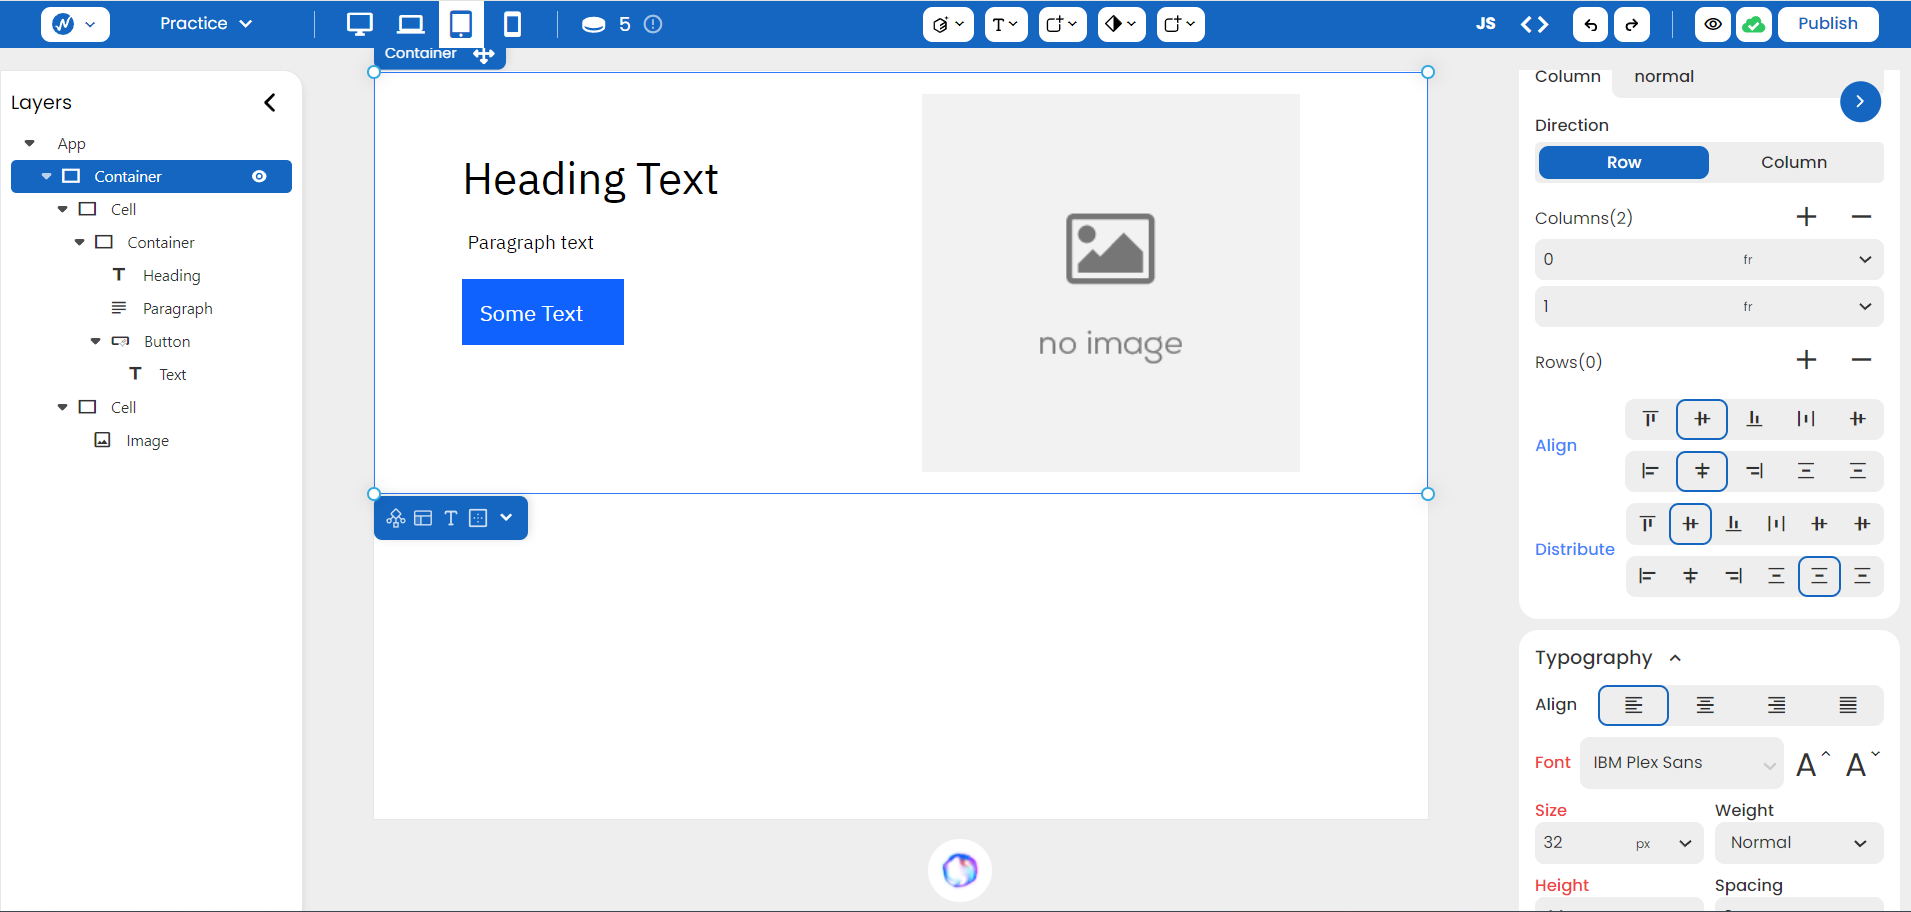 Practice
5
JS
Publish
Layers
App
Container
Cell
Container
Heading
Paragraph
Button
Text
Cell
Image
Container
Heading Text
Paragraph text
Some Text
no image
Column normal
Direction
Row Column
Columns(2)
0 fr
1 fr
Rows(0)
Align
Distribute
Typography
Align
Font IBM Plex Sans A A
Size Weight
32 px Normal
Height Spacing